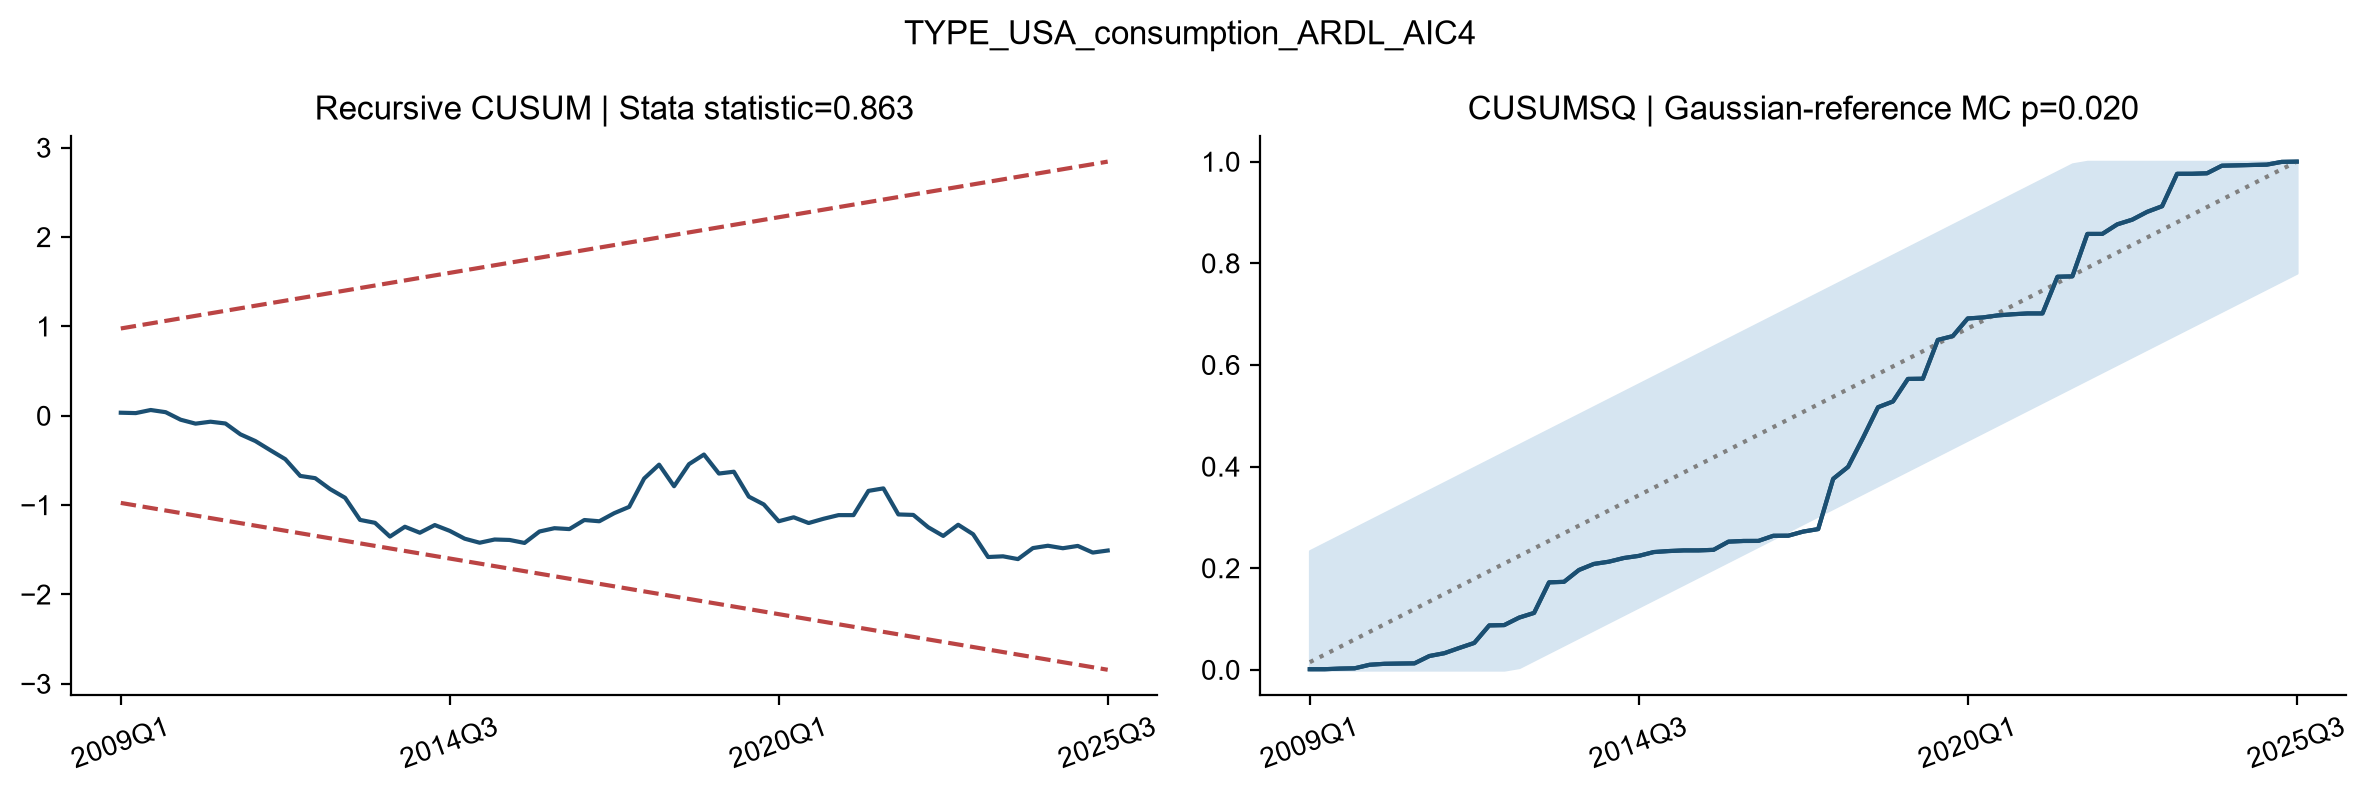 TYPE_USA_consumption_ARDL_AIC4
Recursive CUSUM | Stata statistic=0.863
3
2
1
0
−1
−2
−3
2009Q1
2014Q3
2020Q1
2025Q3
CUSUMSQ | Gaussian-reference MC p=0.020
1.0
0.8
0.6
0.4
0.2
0.0
2009Q1
2014Q3
2020Q1
2025Q3